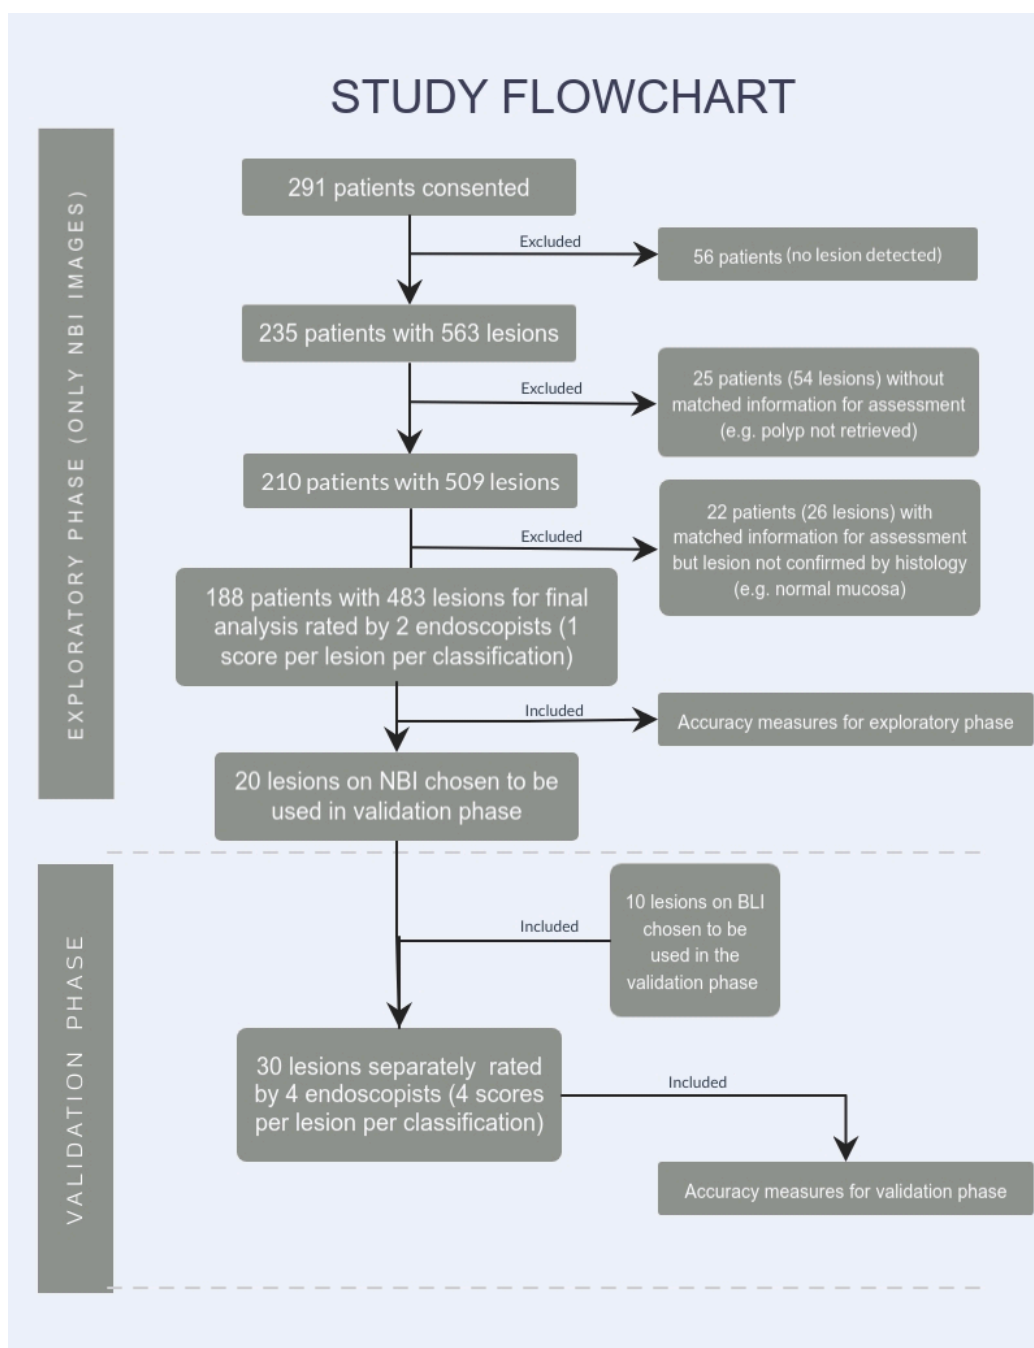 STUDY FLOWCHART
EXPLORATORY PHASE (ONLY NBI IMAGES)
291 patients consented
Excluded
56 patients (no lesion detected)
235 patients with 563 lesions
Excluded
25 patients (54 lesions) without
matched information for assessment
(e.g. polyp not retrieved)
210 patients with 509 lesions
Excluded
22 patients (26 lesions) with
matched information for assessment
but lesion not confirmed by histology
(e.g. normal mucosa)
188 patients with 483 lesions for final
analysis rated by 2 endoscopists (1
score per lesion per classification)
Included
Accuracy measures for exploratory phase
20 lesions on NBI chosen to be
used in validation phase
VALIDATION PHASE
10 lesions on BLI
chosen to be
used in the
validation phase
Included
30 lesions separately rated
by 4 endoscopists (4 scores
per lesion per classification)
Included
Accuracy measures for validation phase